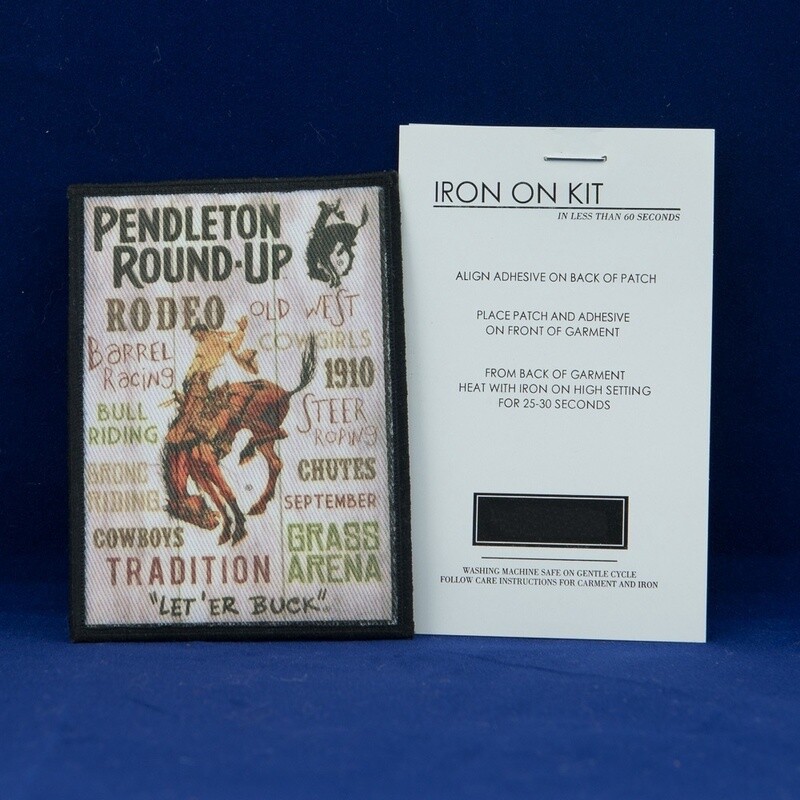 PENDLETON
ROUND-UP
RODEO
OLD WEST
COWGIRLS
BARREL
RACING
1910
BULL
RIDING
STEER
ROPING
BRONC
RIDING
CHUTES
SEPTEMBER
COWBOYS
GRASS
ARENA
TRADITION
"LET 'ER BUCK"
IRON ON KIT
IN LESS THAN 60 SECONDS
ALIGN ADHESIVE ON BACK OF PATCH
PLACE PATCH AND ADHESIVE
ON FRONT OF GARMENT
FROM BACK OF GARMENT
HEAT WITH IRON ON HIGH SETTING
FOR 25-30 SECONDS
WASHING MACHINE SAFE ON GENTLE CYCLE
FOLLOW CARE INSTRUCTIONS FOR CARMENT AND IRON